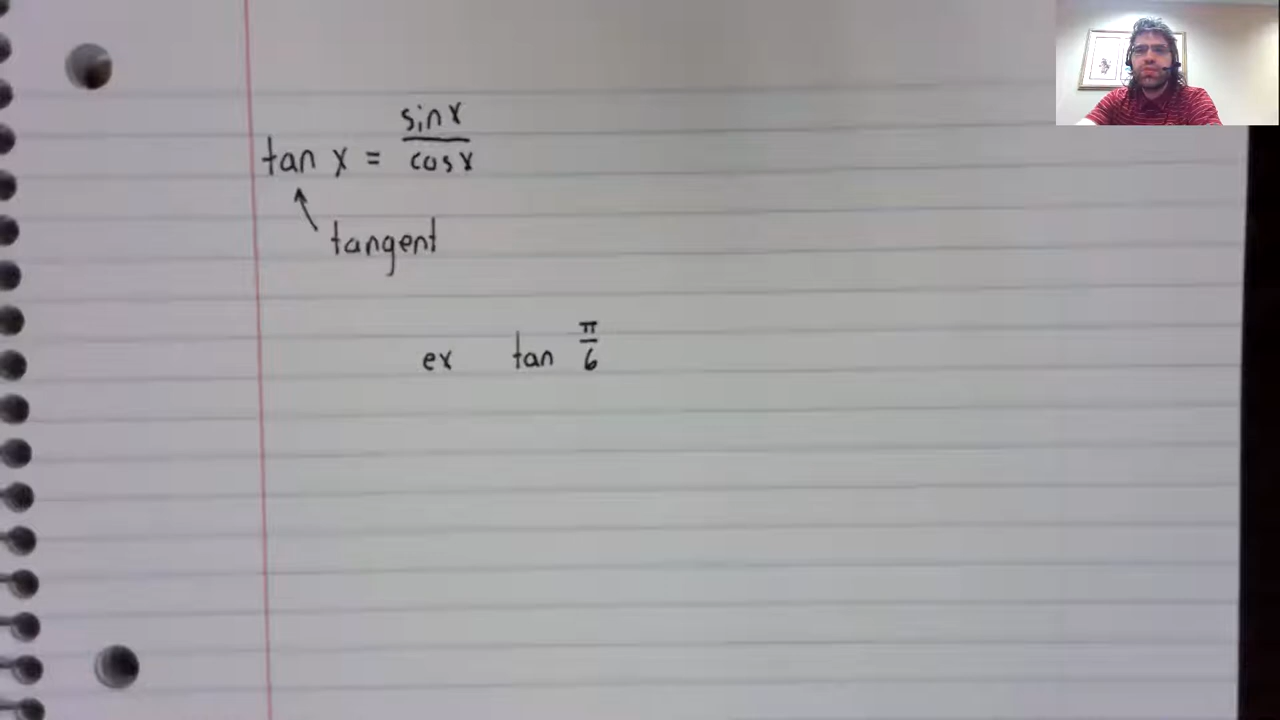 tan x = sin x / cos x
tangent
ex tan π/6